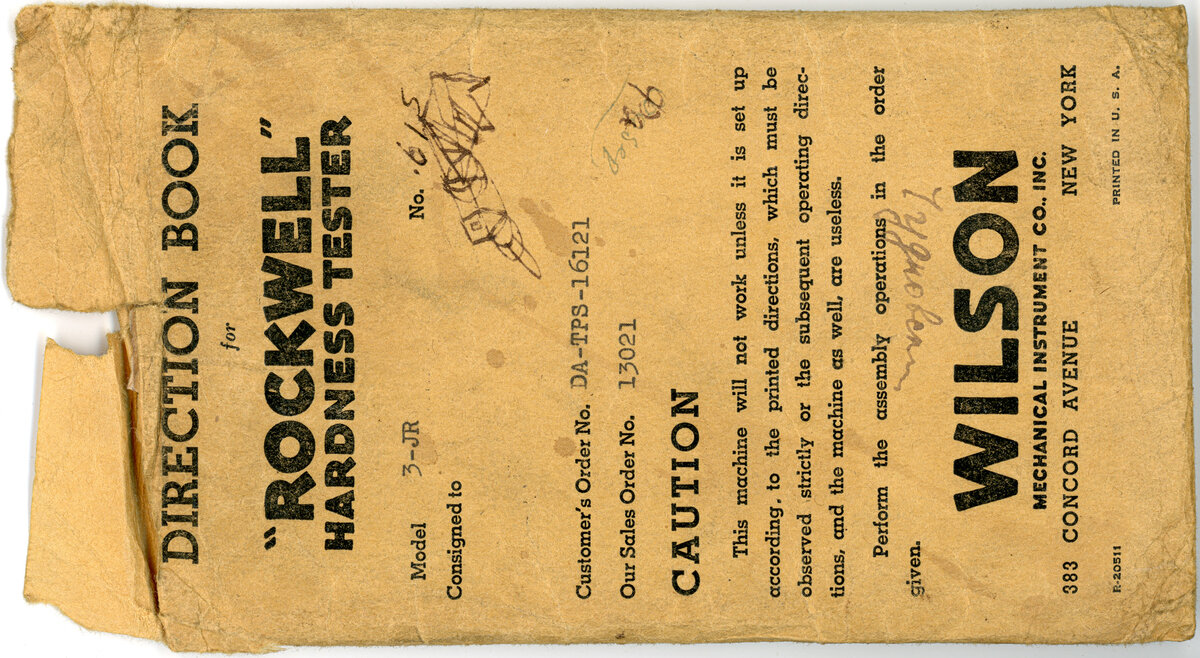 DIRECTION BOOK
for
"ROCKWELL"
HARDNESS TESTER
Model 3-JR No. 615
Consigned to
Customer's Order No. DA-TPS-16121
Our Sales Order No. 13021
CAUTION
This machine will not work unless it is set up
according, to the printed directions, which must be
observed strictly or the subsequent operating direc-
tions, and the machine as well, are useless.
Perform the assembly operations in the order
given.
WILSON
MECHANICAL INSTRUMENT CO., INC.
383 CONCORD AVENUE NEW YORK
R-20511 PRINTED IN U. S. A.